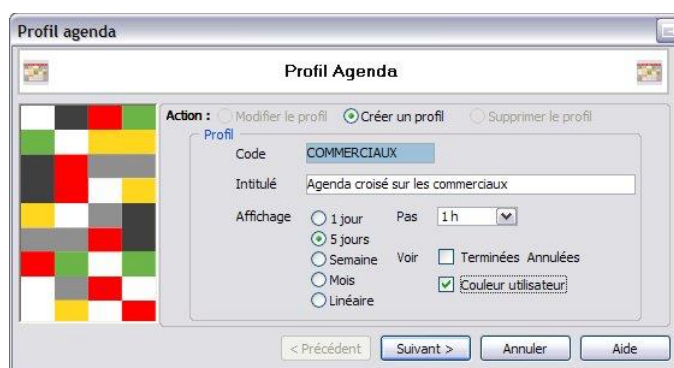 Profil agenda
Profil Agenda
Action : Modifier le profil Créer un profil Supprimer le profil
Profil
Code COMMERCIAUX
Intitulé Agenda croisé sur les commerciaux
Affichage 1 jour Pas 1 h
5 jours
Semaine Voir Terminées Annulées
Mois Couleur utilisateur
Linéaire
< Précédent Suivant > Annuler Aide